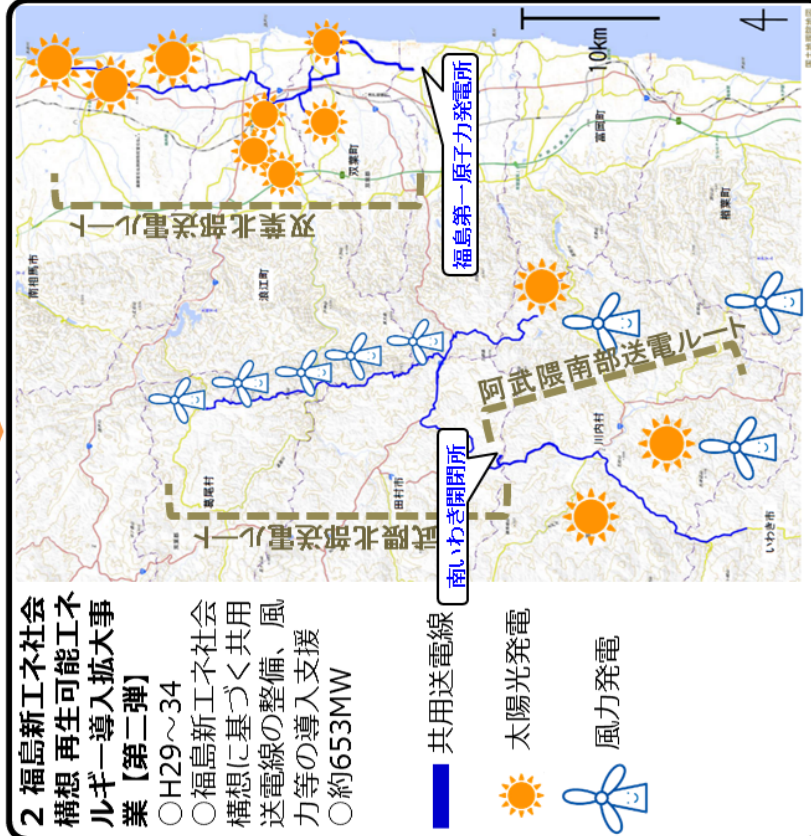 2 福島新エネ社会
構想 再生可能エネ
ルギー導入拡大事
業【第二弾】
○H29～34
○福島新エネ社会
構想に基づく共用
送電線の整備、風
力等の導入支援
○約653MW
共用送電線
太陽光発電
風力発電
南相馬市
双葉北部送電ルート
浪江町
双葉町
福島第一原子力発電所
富岡町
楢葉町
10km
4
葛尾村
田村市
阿武隈北部送電ルート
南いわき開閉所
阿武隈南部送電ルート
川内村
いわき市